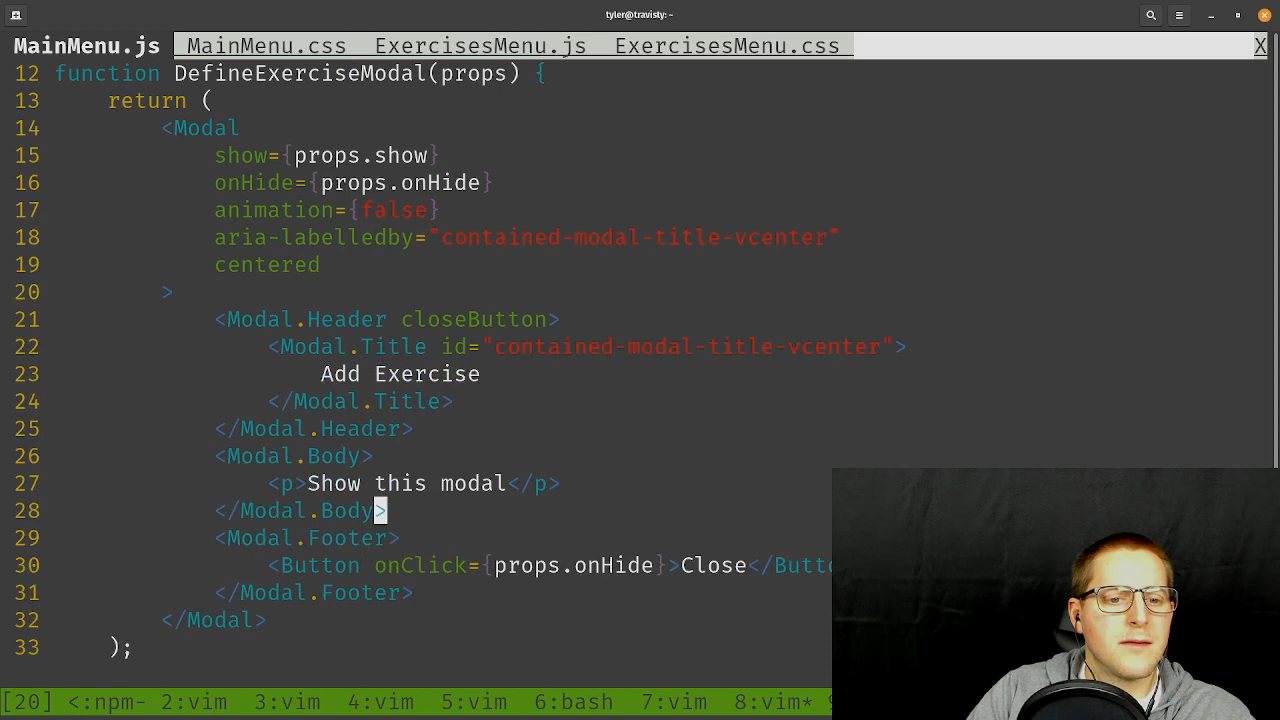 tyler@travisty: ~
MainMenu.js MainMenu.css ExercisesMenu.js ExercisesMenu.css X
12 function DefineExerciseModal(props) {
13 return (
14 <Modal
15 show={props.show}
16 onHide={props.onHide}
17 animation={false}
18 aria-labelledby="contained-modal-title-vcenter"
19 centered
20 >
21 <Modal.Header closeButton>
22 <Modal.Title id="contained-modal-title-vcenter">
23 Add Exercise
24 </Modal.Title>
25 </Modal.Header>
26 <Modal.Body>
27 <p>Show this modal</p>
28 </Modal.Body>
29 <Modal.Footer>
30 <Button onClick={props.onHide}>Close</Butto
31 </Modal.Footer>
32 </Modal>
33 );
[20] <:npm- 2:vim 3:vim 4:vim 5:vim 6:bash 7:vim 8:vim*